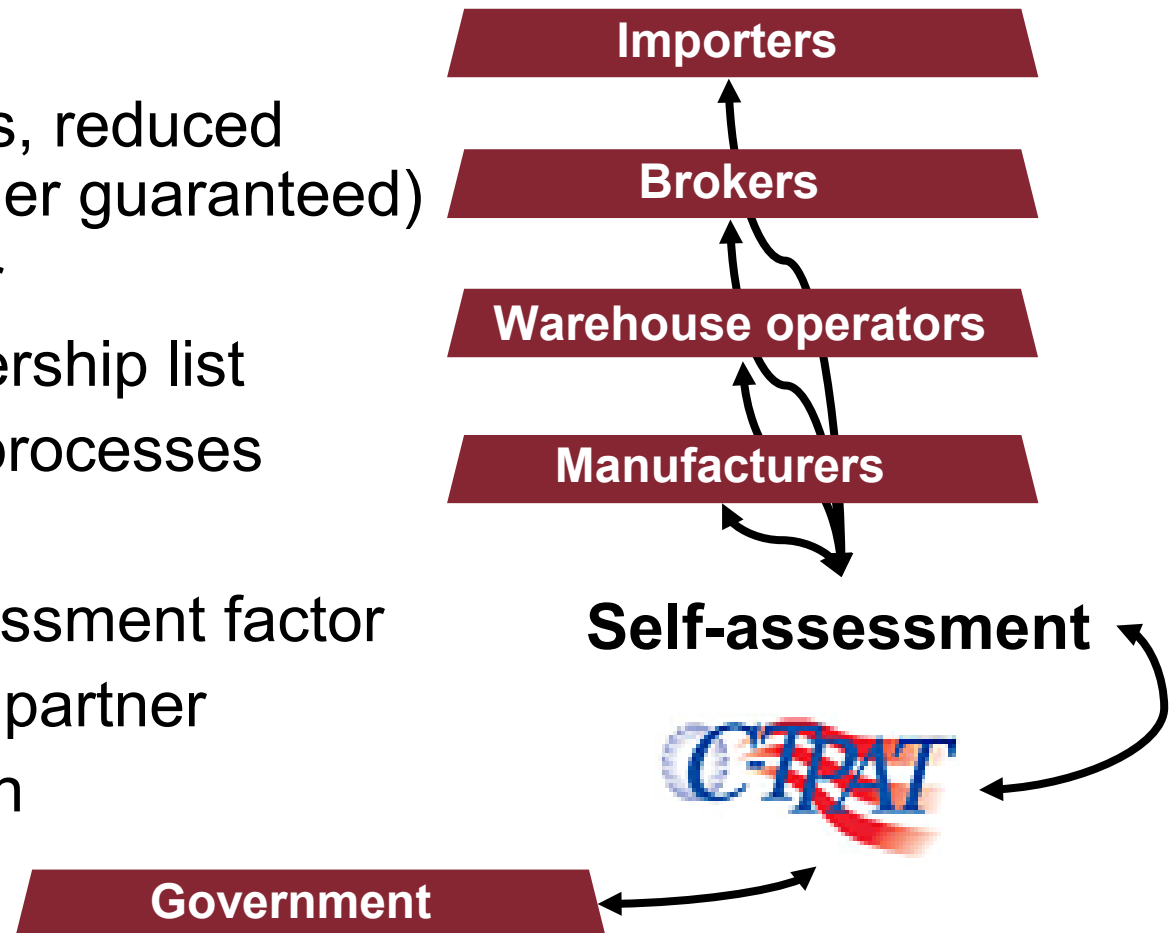 Importers
s, reduced
er guaranteed)
Brokers
Warehouse operators
ership list
processes
Manufacturers
ssment factor
Self-assessment
partner
C-TPAT
n
Government